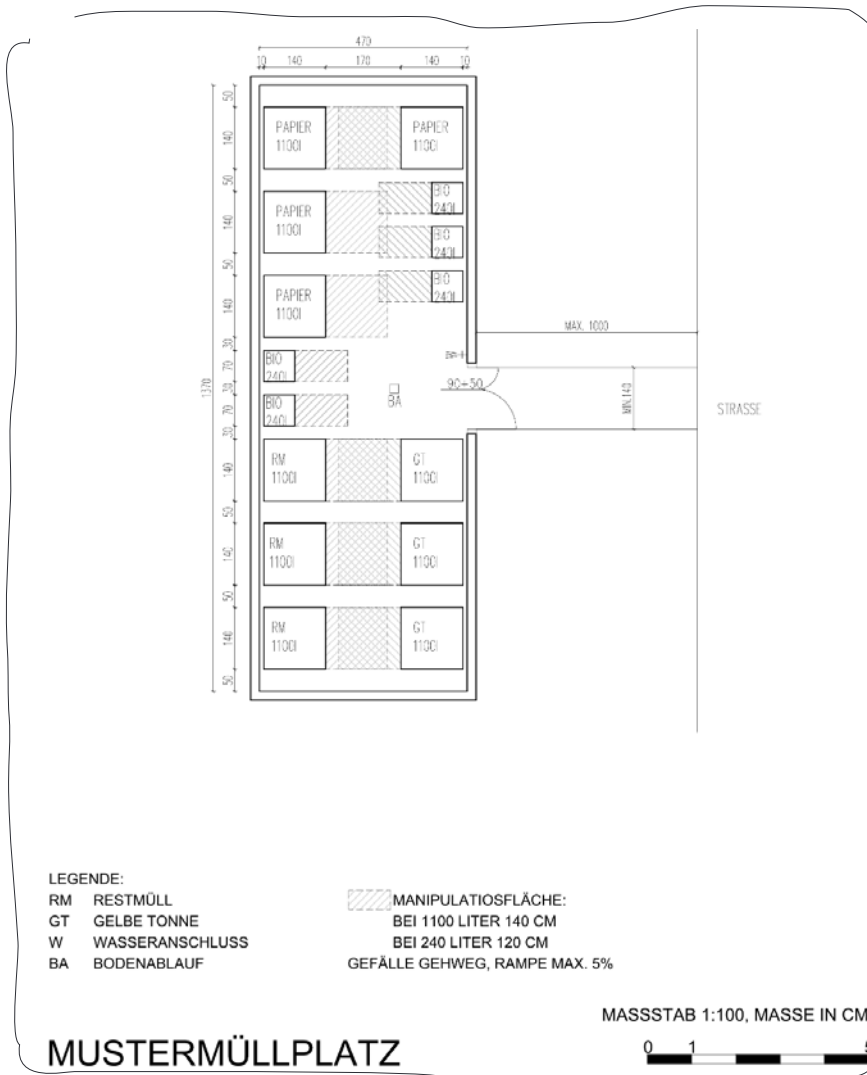 470
10 140 170 140 10
50
140
50
140
50
140
30
70
30
70
30
140
50
140
50
140
50
1370
PAPIER
1100l
PAPIER
1100l
BIO
240L
PAPIER
1100l
BIO
240L
BIO
240L
PAPIER
1100l
MAX. 1000
BIO
240L
90+50
BA
MIN.140
STRASSE
BIO
240L
RM
1100l
GT
1100l
RM
1100l
GT
1100l
RM
1100l
GT
1100l
LEGENDE:
RM RESTMÜLL
GT GELBE TONNE
W WASSERANSCHLUSS
BA BODENABLAUF
MANIPULATIOSFLÄCHE:
BEI 1100 LITER 140 CM
BEI 240 LITER 120 CM
GEFÄLLE GEHWEG, RAMPE MAX. 5%
MASSSTAB 1:100, MASSE IN CM
MUSTERMÜLLPLATZ
0 1 5